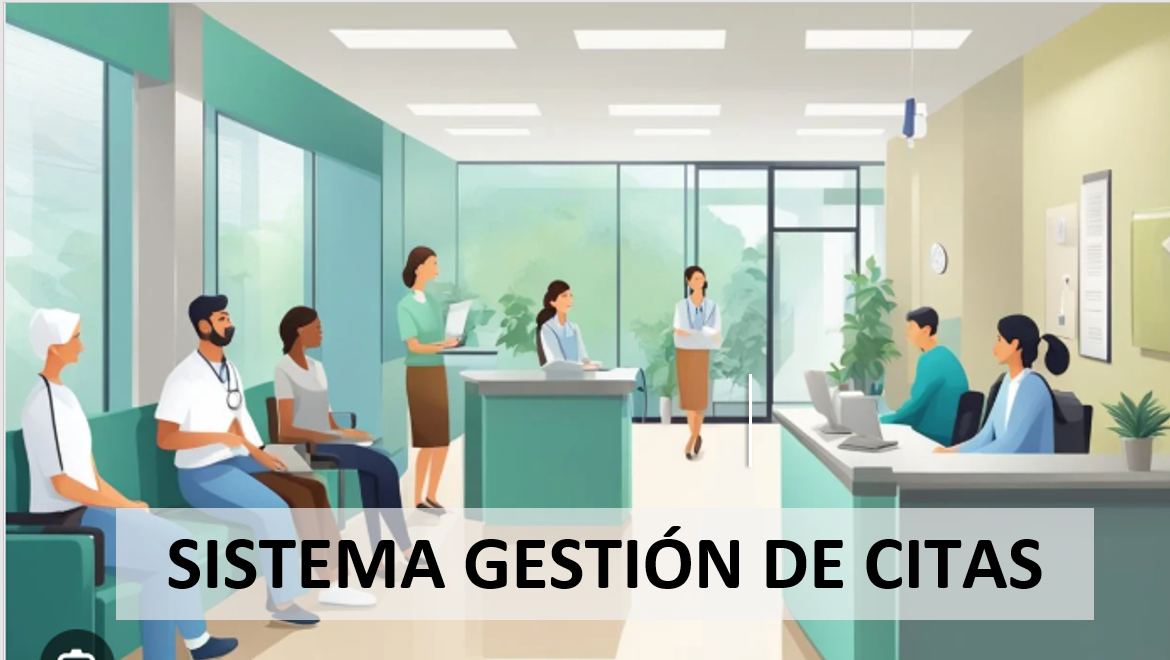 SISTEMA GESTIÓN DE CITAS